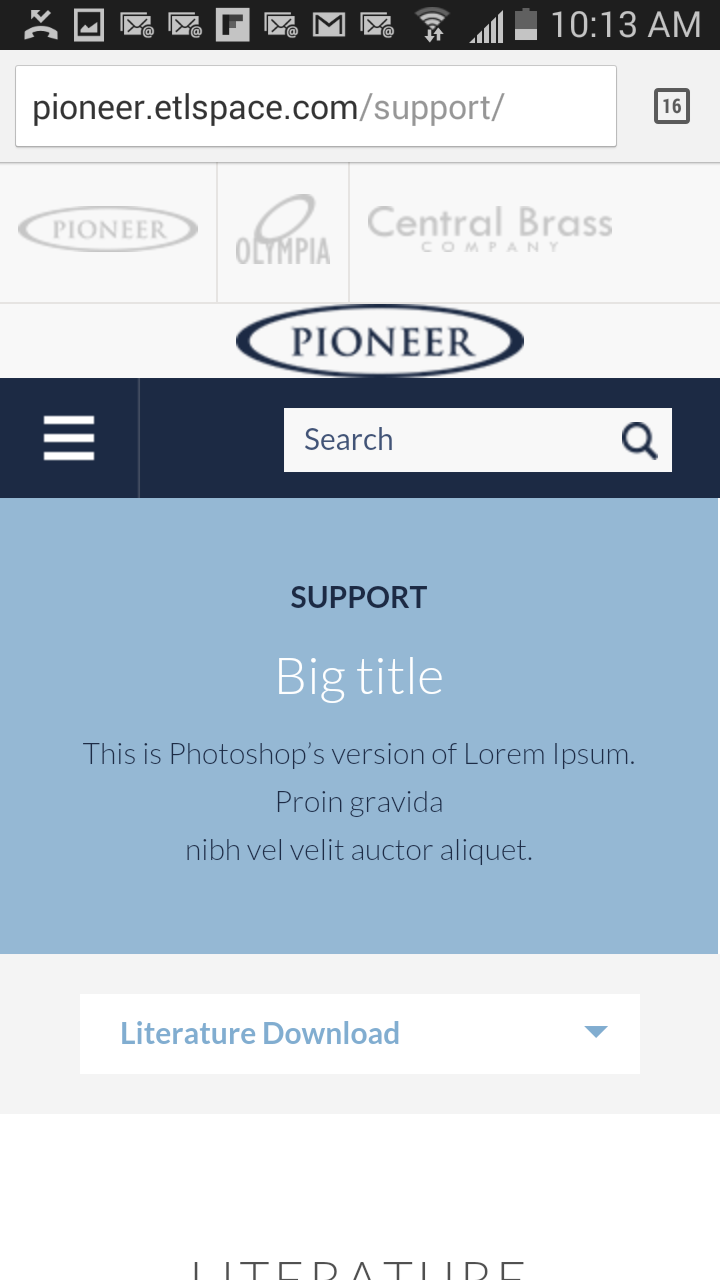 10:13 AM
pioneer.etlspace.com/support/
16
PIONEER
OLYMPIA
Central Brass
COMPANY
PIONEER
Search
SUPPORT
Big title
This is Photoshop’s version of Lorem Ipsum.
Proin gravida
nibh vel velit auctor aliquet.
Literature Download
LITERATURE